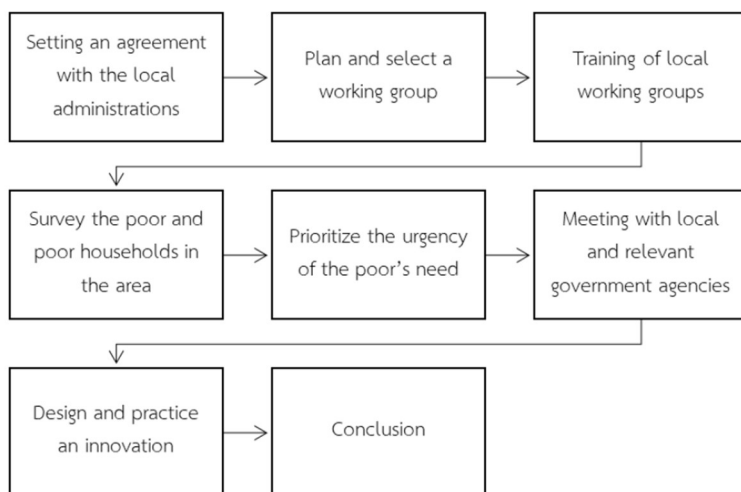 Setting an agreement
with the local
administrations
Plan and select a
working group
Training of local
working groups
Survey the poor and
poor households in
the area
Prioritize the urgency
of the poor's need
Meeting with local
and relevant
government agencies
Design and practice
an innovation
Conclusion